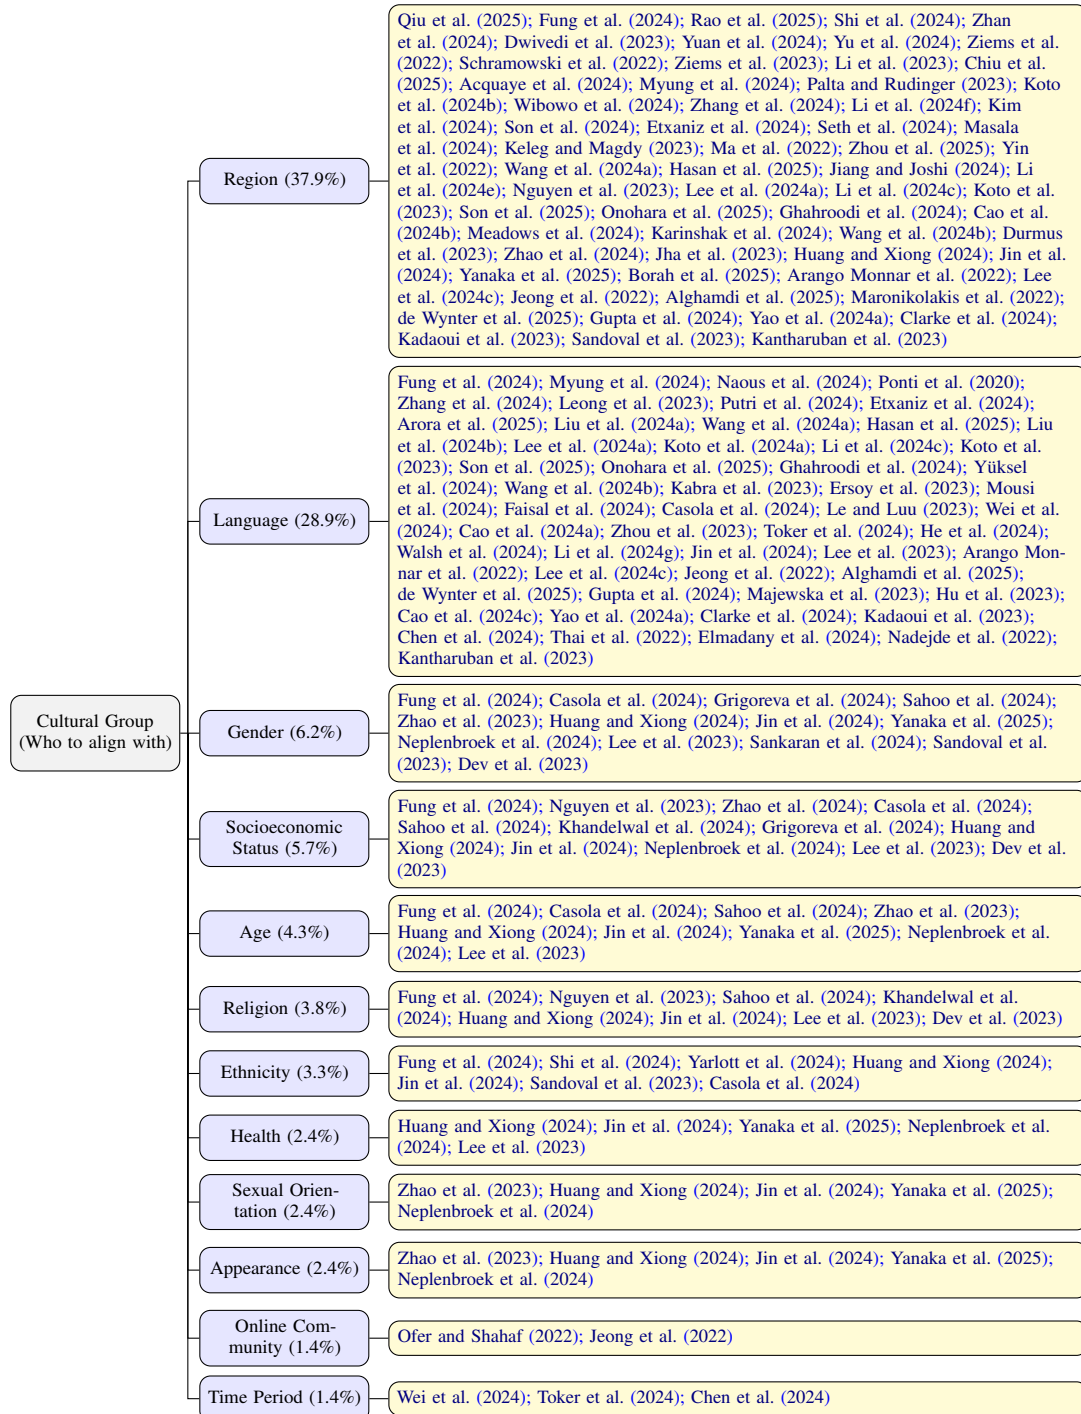 Cultural Group
(Who to align with)
Region (37.9%)
Qiu et al. (2025); Fung et al. (2024); Rao et al. (2025); Shi et al. (2024); Zhan
et al. (2024); Dwivedi et al. (2023); Yuan et al. (2024); Yu et al. (2024); Ziems et al.
(2022); Schramowski et al. (2022); Ziems et al. (2023); Li et al. (2023); Chiu et al.
(2025); Acquaye et al. (2024); Myung et al. (2024); Palta and Rudinger (2023); Koto
et al. (2024b); Wibowo et al. (2024); Zhang et al. (2024); Li et al. (2024f); Kim
et al. (2024); Son et al. (2024); Etxaniz et al. (2024); Seth et al. (2024); Masala
et al. (2024); Keleg and Magdy (2023); Ma et al. (2022); Zhou et al. (2025); Yin
et al. (2022); Wang et al. (2024a); Hasan et al. (2025); Jiang and Joshi (2024); Li
et al. (2024e); Nguyen et al. (2023); Lee et al. (2024a); Li et al. (2024c); Koto et al.
(2023); Son et al. (2025); Onohara et al. (2025); Ghahroodi et al. (2024); Cao et al.
(2024b); Meadows et al. (2024); Karinshak et al. (2024); Wang et al. (2024b); Durmus
et al. (2023); Zhao et al. (2024); Jha et al. (2023); Huang and Xiong (2024); Jin et al.
(2024); Yanaka et al. (2025); Borah et al. (2025); Arango Monnar et al. (2022); Lee
et al. (2024c); Jeong et al. (2022); Alghamdi et al. (2025); Maronikolakis et al. (2022);
de Wynter et al. (2025); Gupta et al. (2024); Yao et al. (2024a); Clarke et al. (2024);
Kadaoui et al. (2023); Sandoval et al. (2023); Kantharuban et al. (2023)
Language (28.9%)
Fung et al. (2024); Myung et al. (2024); Naous et al. (2024); Ponti et al. (2020);
Zhang et al. (2024); Leong et al. (2023); Putri et al. (2024); Etxaniz et al. (2024);
Arora et al. (2025); Liu et al. (2024a); Wang et al. (2024a); Hasan et al. (2025); Liu
et al. (2024b); Lee et al. (2024a); Koto et al. (2024a); Li et al. (2024c); Koto et al.
(2023); Son et al. (2025); Onohara et al. (2025); Ghahroodi et al. (2024); Yüksel
et al. (2024); Wang et al. (2024b); Kabra et al. (2023); Ersoy et al. (2023); Mousi
et al. (2024); Faisal et al. (2024); Casola et al. (2024); Le and Luu (2023); Wei et al.
(2024); Cao et al. (2024a); Zhou et al. (2023); Toker et al. (2024); He et al. (2024);
Walsh et al. (2024); Li et al. (2024g); Jin et al. (2024); Lee et al. (2023); Arango Mon-
nar et al. (2022); Lee et al. (2024c); Jeong et al. (2022); Alghamdi et al. (2025);
de Wynter et al. (2025); Gupta et al. (2024); Majewska et al. (2023); Hu et al. (2023);
Cao et al. (2024c); Yao et al. (2024a); Clarke et al. (2024); Kadaoui et al. (2023);
Chen et al. (2024); Thai et al. (2022); Elmadany et al. (2024); Nadejde et al. (2022);
Kantharuban et al. (2023)
Gender (6.2%)
Fung et al. (2024); Casola et al. (2024); Grigoreva et al. (2024); Sahoo et al. (2024);
Zhao et al. (2023); Huang and Xiong (2024); Jin et al. (2024); Yanaka et al. (2025);
Neplenbroek et al. (2024); Lee et al. (2023); Sankaran et al. (2024); Sandoval et al.
(2023); Dev et al. (2023)
Socioeconomic
Status (5.7%)
Fung et al. (2024); Nguyen et al. (2023); Zhao et al. (2024); Casola et al. (2024);
Sahoo et al. (2024); Khandelwal et al. (2024); Grigoreva et al. (2024); Huang and
Xiong (2024); Jin et al. (2024); Neplenbroek et al. (2024); Lee et al. (2023); Dev et al.
(2023)
Age (4.3%)
Fung et al. (2024); Casola et al. (2024); Sahoo et al. (2024); Zhao et al. (2023);
Huang and Xiong (2024); Jin et al. (2024); Yanaka et al. (2025); Neplenbroek et al.
(2024); Lee et al. (2023)
Religion (3.8%)
Fung et al. (2024); Nguyen et al. (2023); Sahoo et al. (2024); Khandelwal et al.
(2024); Huang and Xiong (2024); Jin et al. (2024); Lee et al. (2023); Dev et al. (2023)
Ethnicity (3.3%)
Fung et al. (2024); Shi et al. (2024); Yarlott et al. (2024); Huang and Xiong (2024);
Jin et al. (2024); Sandoval et al. (2023); Casola et al. (2024)
Health (2.4%)
Huang and Xiong (2024); Jin et al. (2024); Yanaka et al. (2025); Neplenbroek et al.
(2024); Lee et al. (2023)
Sexual Orien-
tation (2.4%)
Zhao et al. (2023); Huang and Xiong (2024); Jin et al. (2024); Yanaka et al. (2025);
Neplenbroek et al. (2024)
Appearance (2.4%)
Zhao et al. (2023); Huang and Xiong (2024); Jin et al. (2024); Yanaka et al. (2025);
Neplenbroek et al. (2024)
Online Com-
munity (1.4%)
Ofer and Shahaf (2022); Jeong et al. (2022)
Time Period (1.4%)
Wei et al. (2024); Toker et al. (2024); Chen et al. (2024)